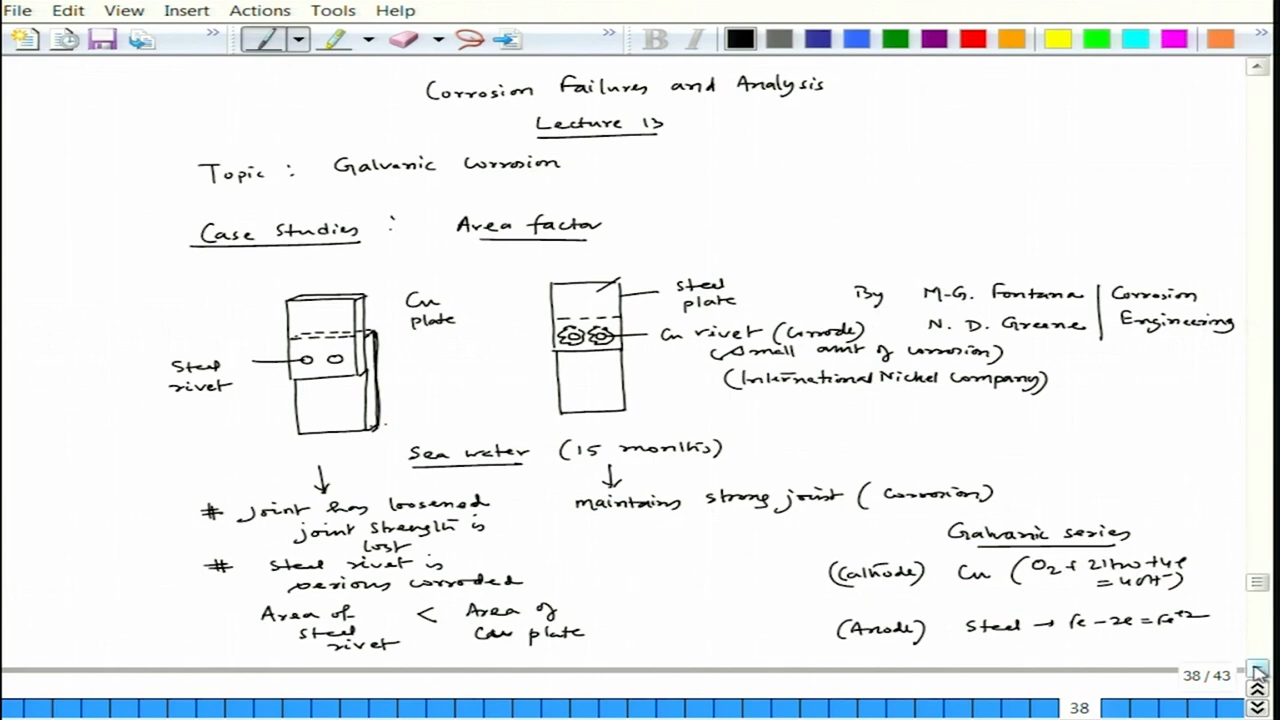 File Edit View Insert Actions Tools Help
Corrosion Failures and Analysis
Lecture 13
Topic : Galvanic Corrosion
Case Studies : Area factor
Cu plate
Steel rivet
Steel plate
Cu rivet (Cathode)
(Small amt of corrosion)
(International Nickel Company)
By M.G. Fontana
N. D. Greene
Corrosion Engineering
Sea water (15 months)
# Joint has loosened
joint strength is
lost
# Steel rivet is
serious corroded
Area of steel rivet < Area of Cu plate
maintains strong joint (Corrosion)
Galvanic series
(Cathode) Cu (O2 + 2H2O + 4e
= 4OH-)
(Anode) Steel → Fe - 2e = Fe+2
38 / 43
38